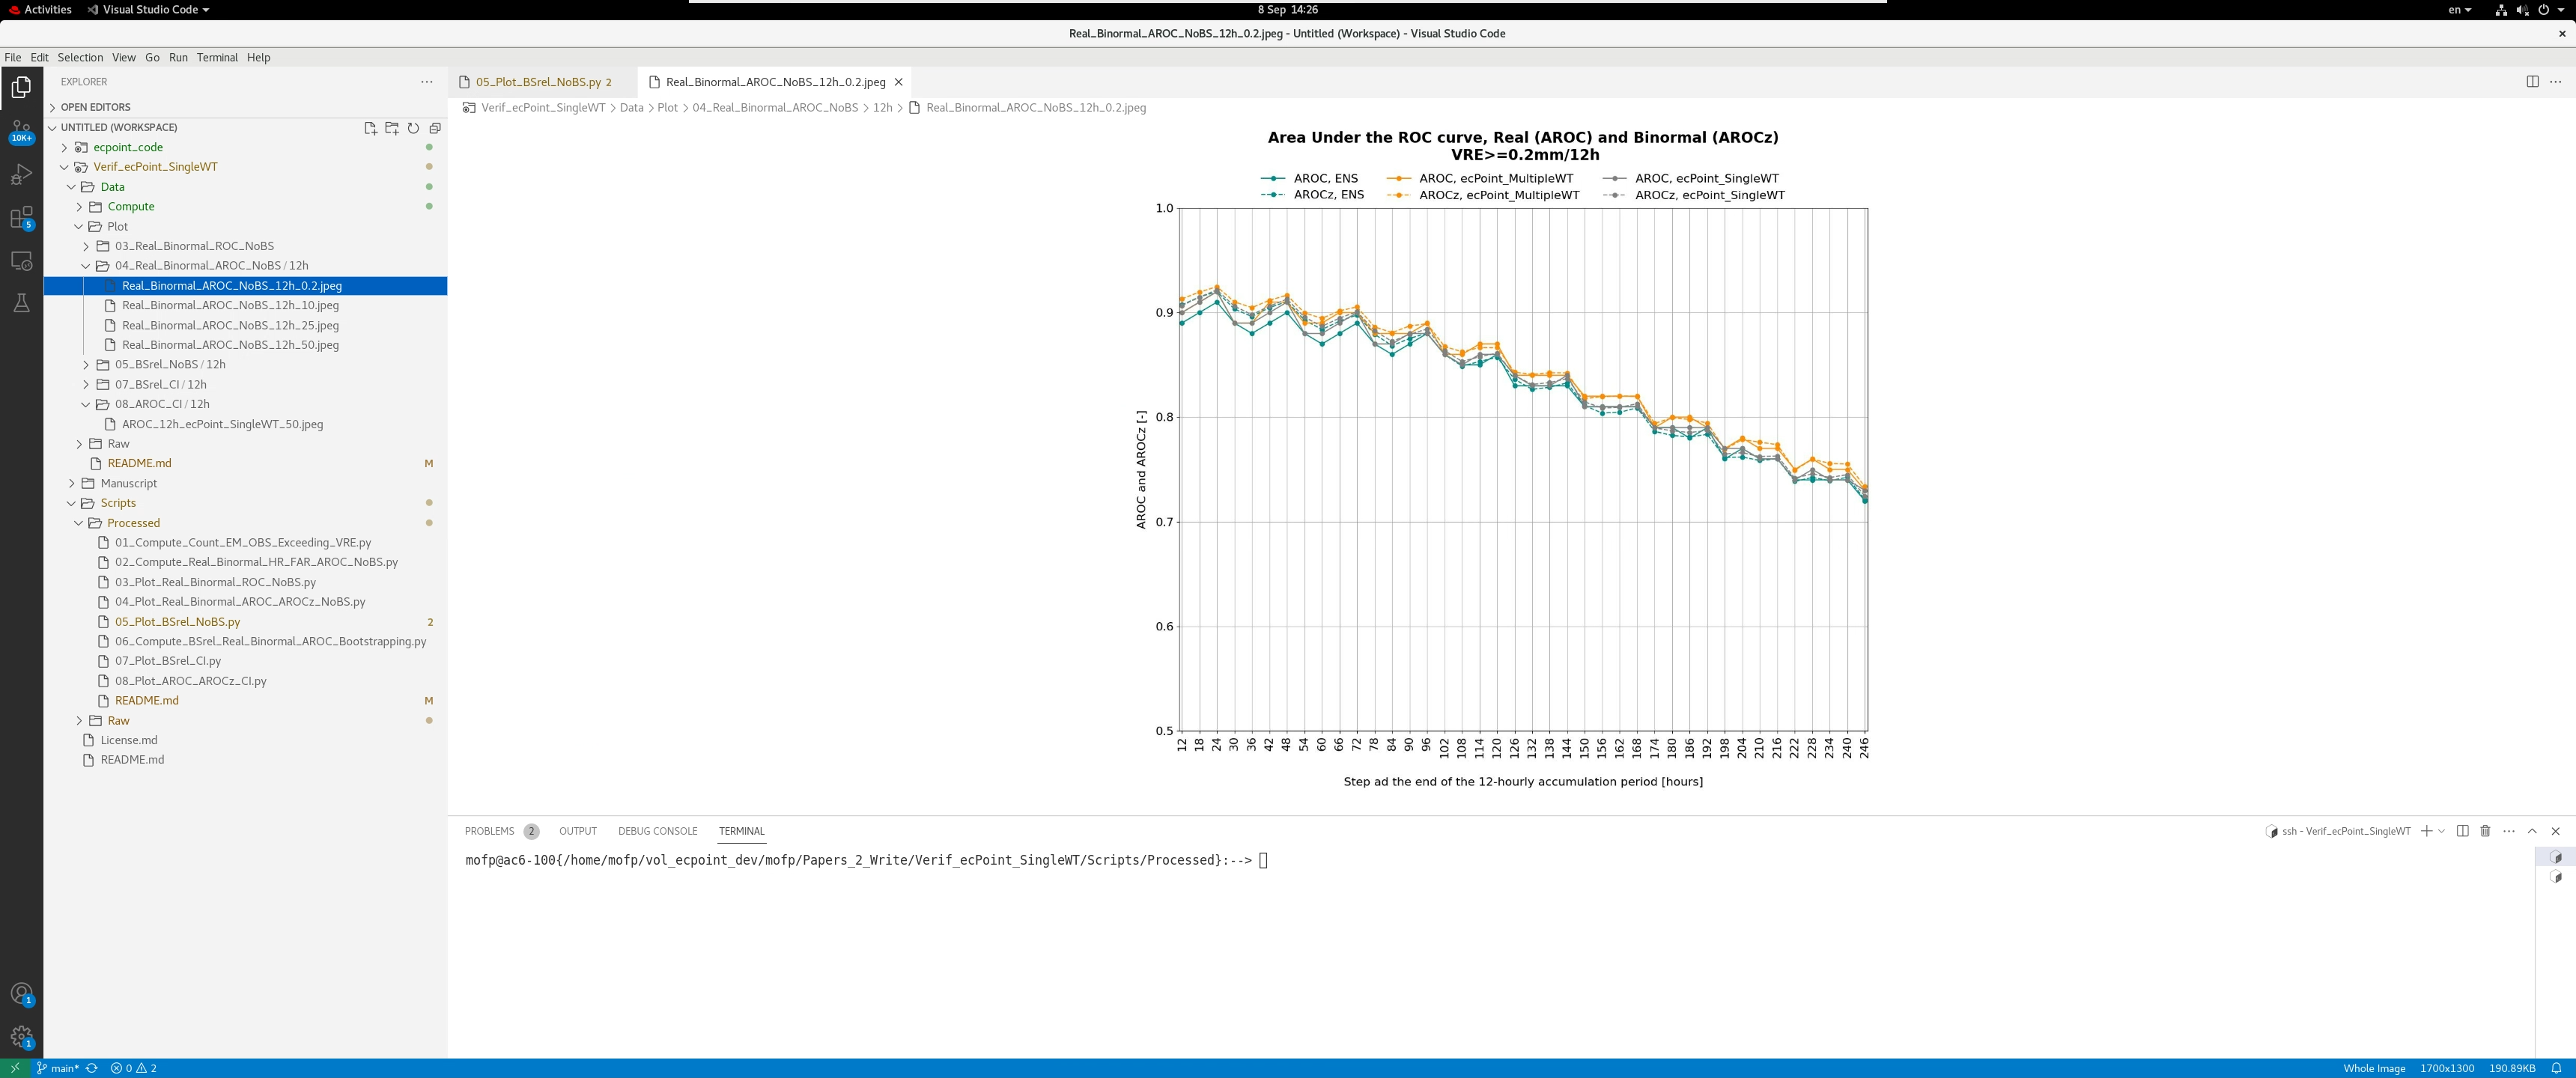 Activities Visual Studio Code 8 Sep 14:26 en
Real_Binormal_AROC_NoBS_12h_0.2.jpeg - Untitled (Workspace) - Visual Studio Code
File Edit Selection View Go Run Terminal Help
EXPLORER
OPEN EDITORS
UNTITLED (WORKSPACE)
10K+
5
ecpoint_code
Verif_ecPoint_SingleWT
Data
Compute
Plot
03_Real_Binormal_ROC_NoBS
04_Real_Binormal_AROC_NoBS / 12h
Real_Binormal_AROC_NoBS_12h_0.2.jpeg
Real_Binormal_AROC_NoBS_12h_10.jpeg
Real_Binormal_AROC_NoBS_12h_25.jpeg
Real_Binormal_AROC_NoBS_12h_50.jpeg
05_BSrel_NoBS / 12h
07_BSrel_CI / 12h
08_AROC_CI / 12h
AROC_12h_ecPoint_SingleWT_50.jpeg
Raw
README.md M
Manuscript
Scripts
Processed
01_Compute_Count_EM_OBS_Exceeding_VRE.py
02_Compute_Real_Binormal_HR_FAR_AROC_NoBS.py
03_Plot_Real_Binormal_ROC_NoBS.py
04_Plot_Real_Binormal_AROC_AROCz_NoBS.py
05_Plot_BSrel_NoBS.py 2
06_Compute_BSrel_Real_Binormal_AROC_Bootstrapping.py
07_Plot_BSrel_CI.py
08_Plot_AROC_AROCz_CI.py
README.md M
Raw
License.md
README.md
1
1
05_Plot_BSrel_NoBS.py 2 Real_Binormal_AROC_NoBS_12h_0.2.jpeg
Verif_ecPoint_SingleWT > Data > Plot > 04_Real_Binormal_AROC_NoBS > 12h > Real_Binormal_AROC_NoBS_12h_0.2.jpeg
Area Under the ROC curve, Real (AROC) and Binormal (AROCz)
VRE>=0.2mm/12h
AROC, ENS AROC, ecPoint_MultipleWT AROC, ecPoint_SingleWT
AROCz, ENS AROCz, ecPoint_MultipleWT AROCz, ecPoint_SingleWT
AROC and AROCz [-]
1.0
0.9
0.8
0.7
0.6
0.5
12 18 24 30 36 42 48 54 60 66 72 78 84 90 96 102 108 114 120 126 132 138 144 150 156 162 168 174 180 186 192 198 204 210 216 222 228 234 240 246
Step ad the end of the 12-hourly accumulation period [hours]
PROBLEMS 2 OUTPUT DEBUG CONSOLE TERMINAL ssh - Verif_ecPoint_SingleWT
mofp@ac6-100{/home/mofp/vol_ecpoint_dev/mofp/Papers_2_Write/Verif_ecPoint_SingleWT/Scripts/Processed}:-->
main* 0 2 Whole Image 1700x1300 190.89KB